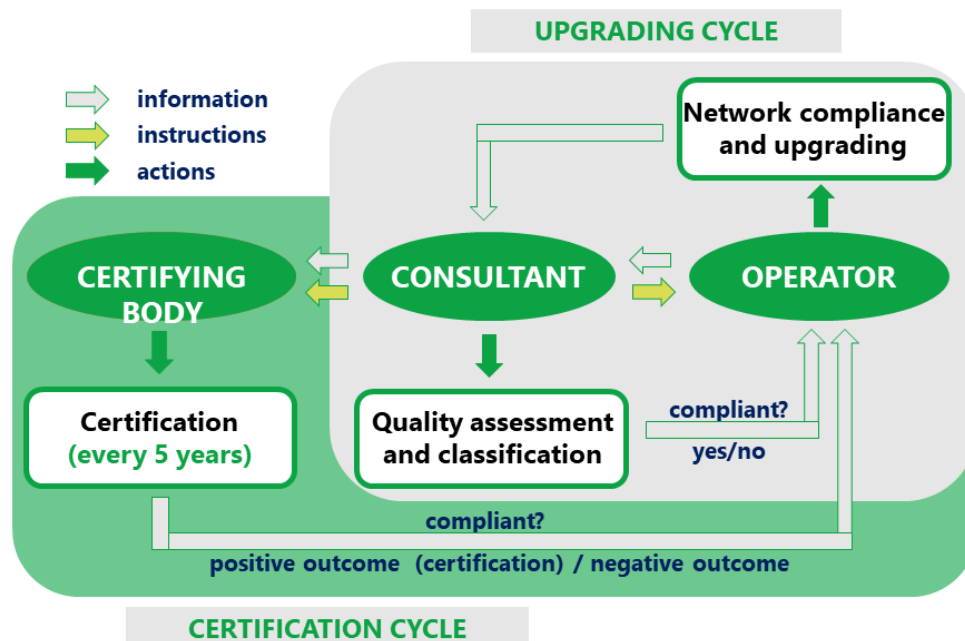 UPGRADING CYCLE
information
instructions
actions
Network compliance
and upgrading
CERTIFYING
BODY
CONSULTANT
OPERATOR
Certification
(every 5 years)
Quality assessment
and classification
compliant?
yes/no
compliant?
positive outcome (certification) / negative outcome
CERTIFICATION CYCLE